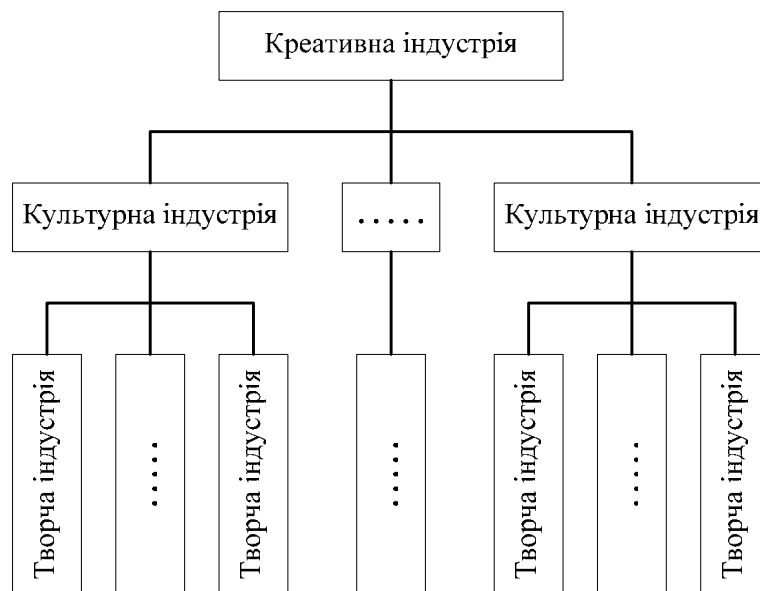 Креативна індустрія
Культурна індустрія
.....
Культурна індустрія
Творча індустрія
.....
Творча індустрія
.....
Творча індустрія
.....
Творча індустрія